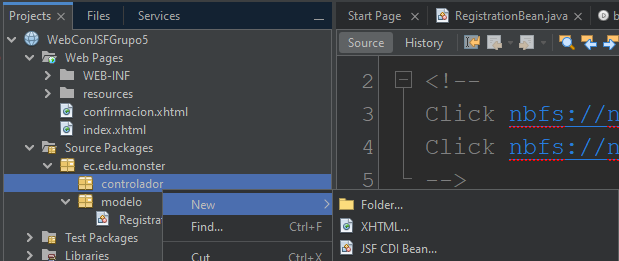 Projects Files Services
Start Page RegistrationBean.java
WebConJSFGrupo5
Source History
Web Pages
WEB-INF
resources
confirmacion.xhtml
index.xhtml
Source Packages
ec.edu.monster
controlador
modelo
Test Packages
Libraries
2 <!--
3 Click nbfs://n
4 Click nbfs://n
5 -->
New
Find... Ctrl+F
Cut Ctrl+X
Folder...
XHTML...
JSF CDI Bean...